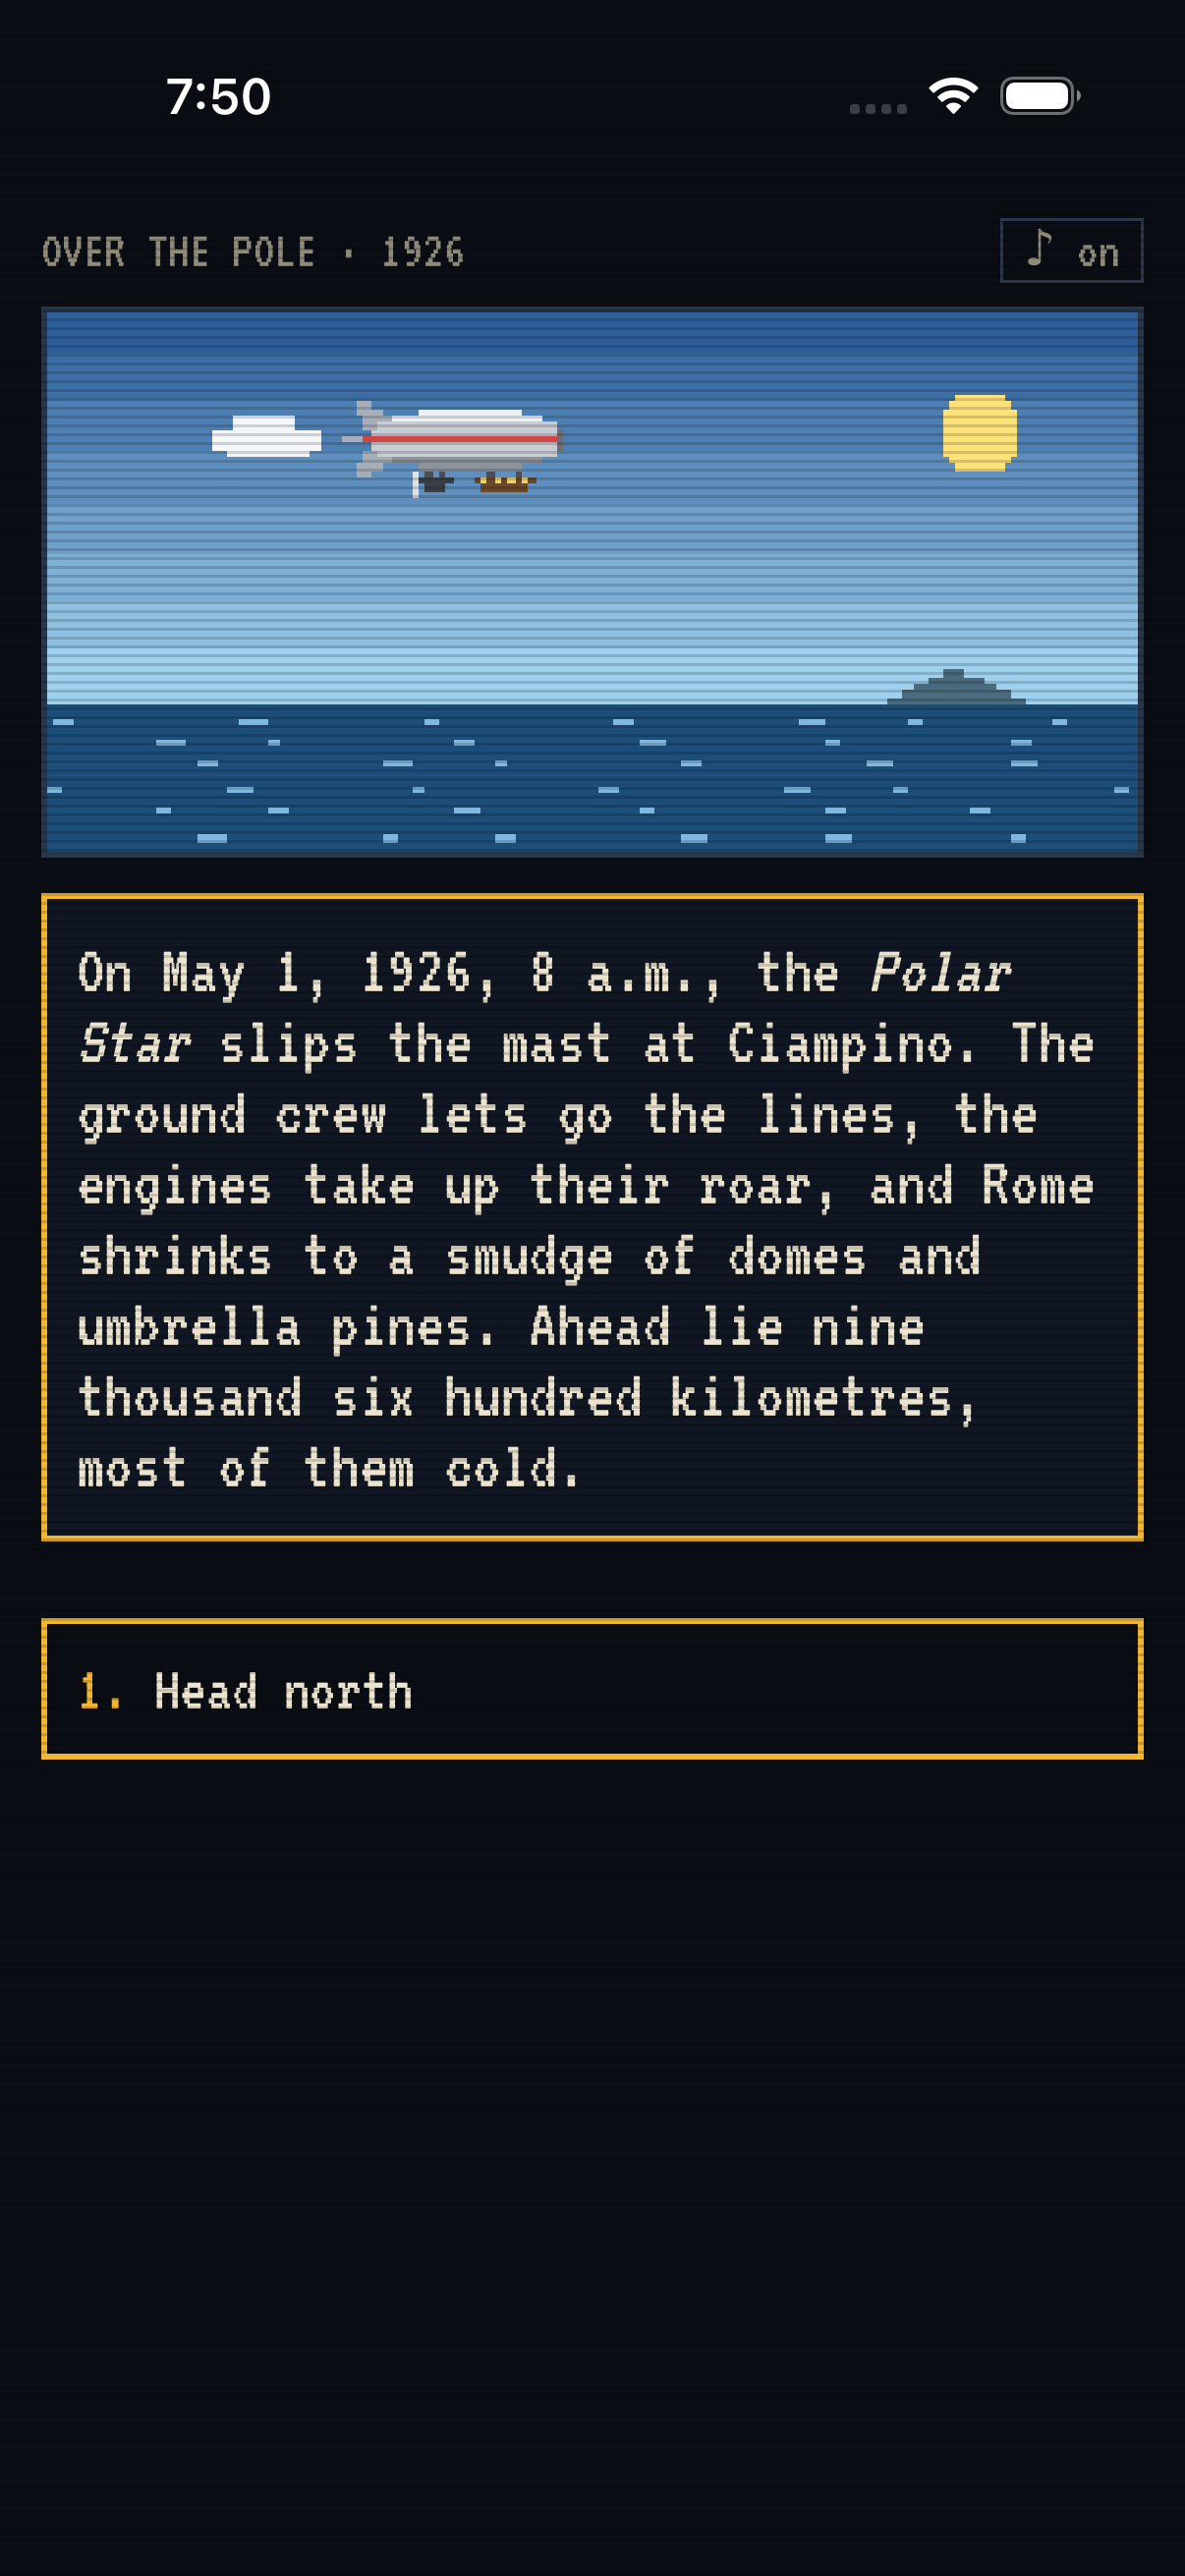 7:50
OVER THE POLE · 1926
♪ on
On May 1, 1926, 8 a.m., the Polar
Star slips the mast at Ciampino. The
ground crew lets go the lines, the
engines take up their roar, and Rome
shrinks to a smudge of domes and
umbrella pines. Ahead lie nine
thousand six hundred kilometres,
most of them cold.
1. Head north